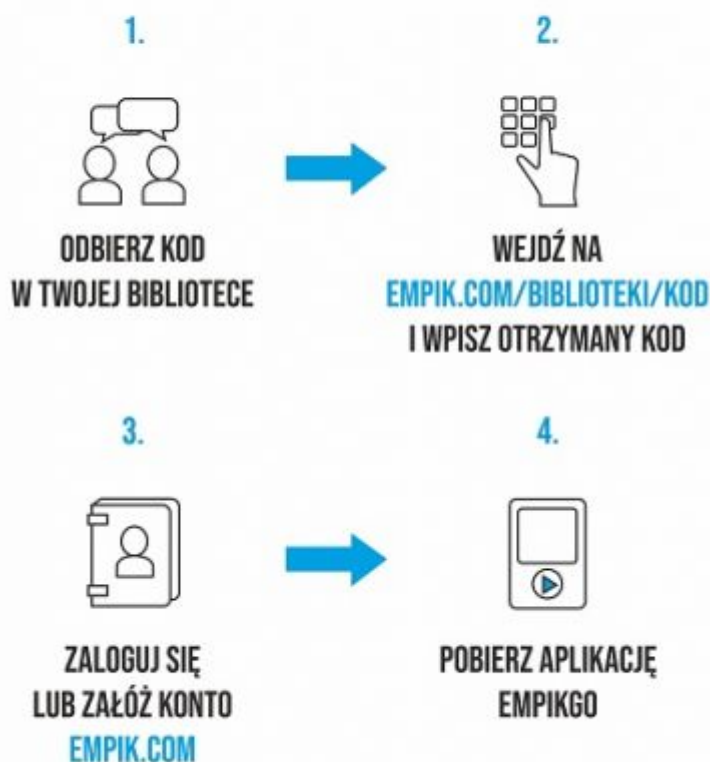 1.
ODBIERZ KOD
W TWOJEJ BIBLIOTECE
2.
WEJDŹ NA
EMPIK.COM/BIBLIOTEKI/KOD
I WPISZ OTRZYMANY KOD
3.
ZALOGUJ SIĘ
LUB ZAŁÓŻ KONTO
EMPIK.COM
4.
POBIERZ APLIKACJĘ
EMPIKGO